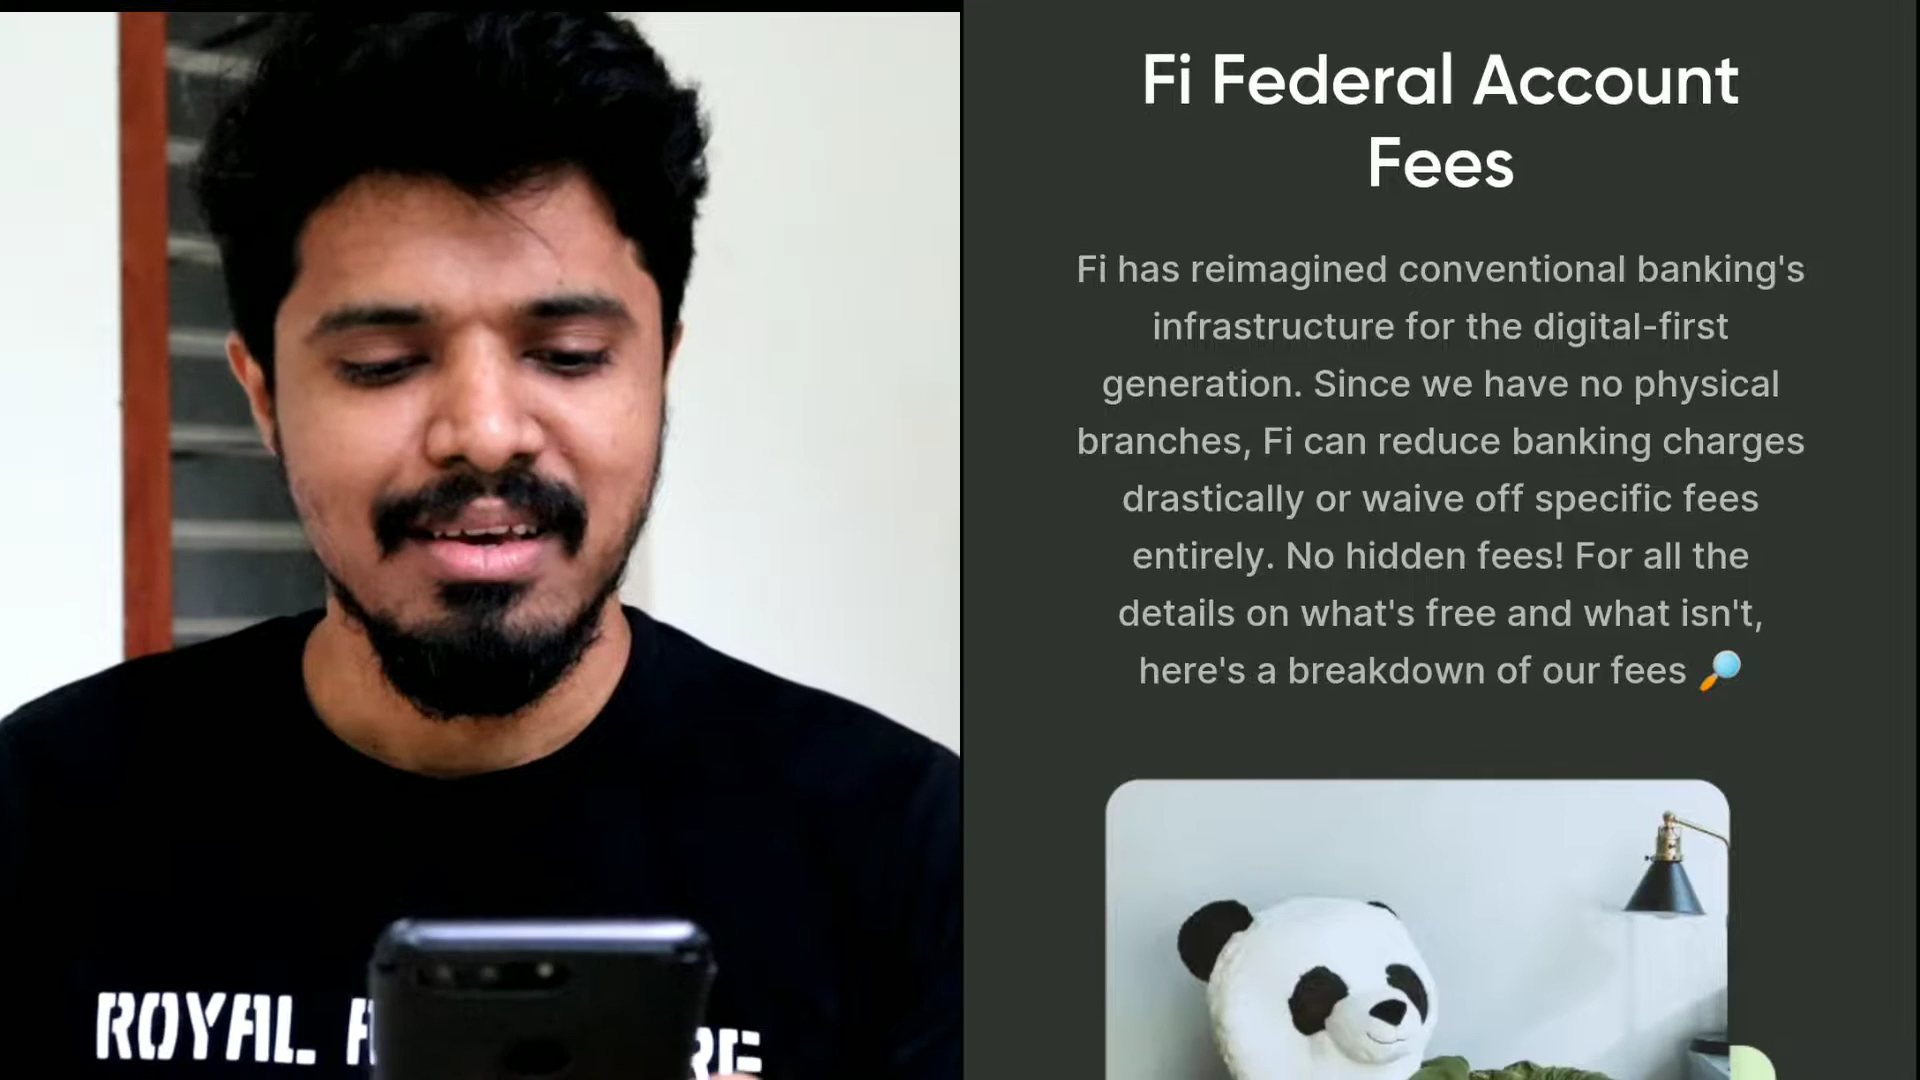 Fi Federal Account
Fees
Fi has reimagined conventional banking's
infrastructure for the digital-first
generation. Since we have no physical
branches, Fi can reduce banking charges
drastically or waive off specific fees
entirely. No hidden fees! For all the
details on what's free and what isn't,
here's a breakdown of our fees 🔎
ROYAL